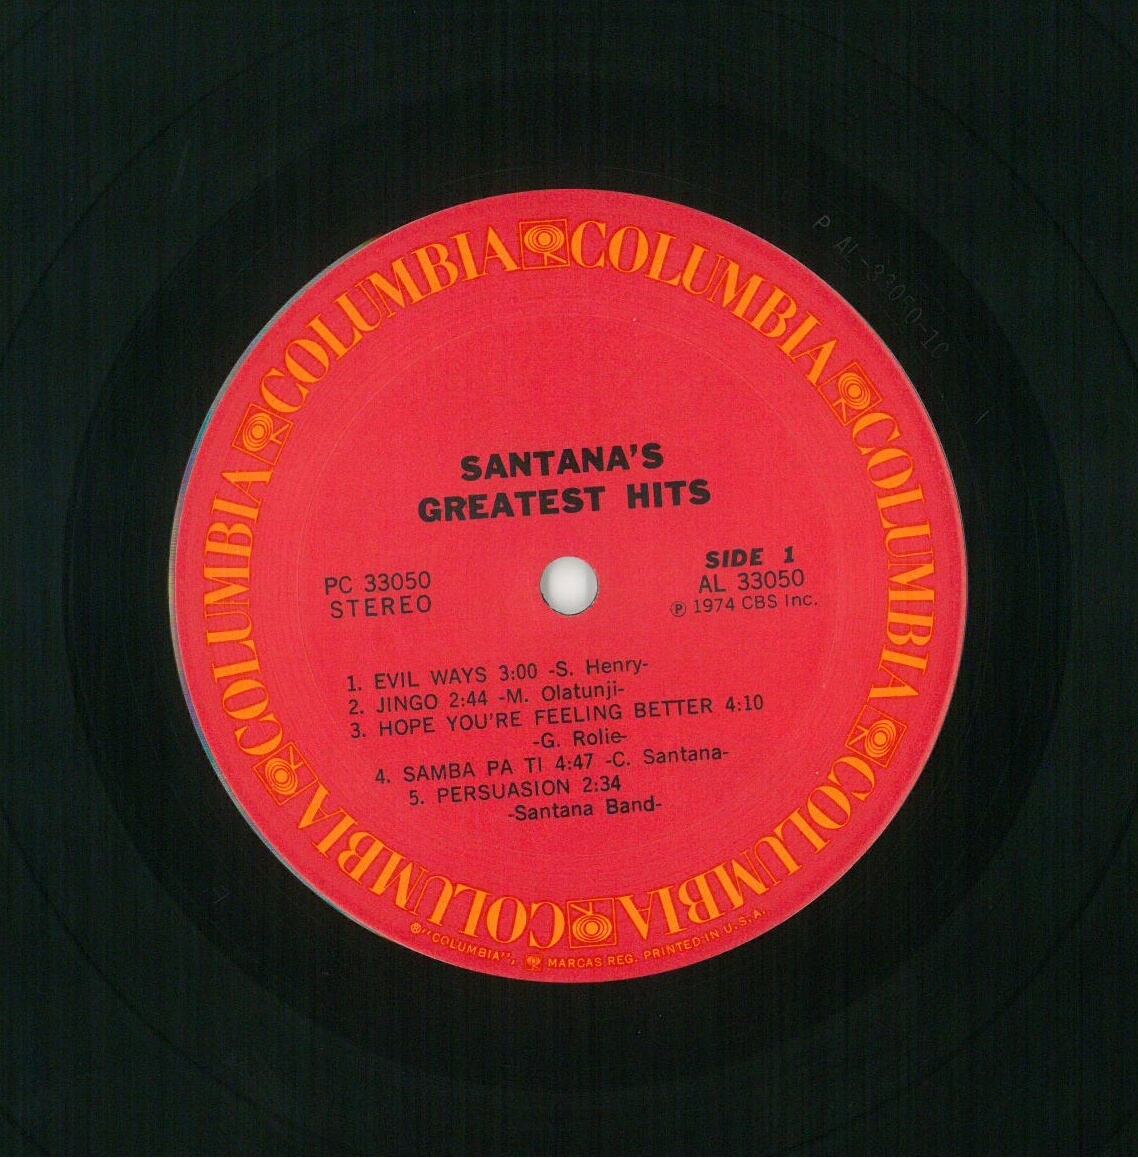 COLUMBIA COLUMBIA COLUMBIA COLUMBIA COLUMBIA COLUMBIA
P AL-33050-1C
SANTANA'S
GREATEST HITS
PC 33050
STEREO
SIDE 1
AL 33050
Ⓟ 1974 CBS Inc.
1. EVIL WAYS 3:00 -S. Henry-
2. JINGO 2:44 -M. Olatunji-
3. HOPE YOU'RE FEELING BETTER 4:10
-G. Rolie-
4. SAMBA PA TI 4:47 -C. Santana-
5. PERSUASION 2:34
-Santana Band-
®"COLUMBIA", MARCAS REG. PRINTED IN U.S.A.